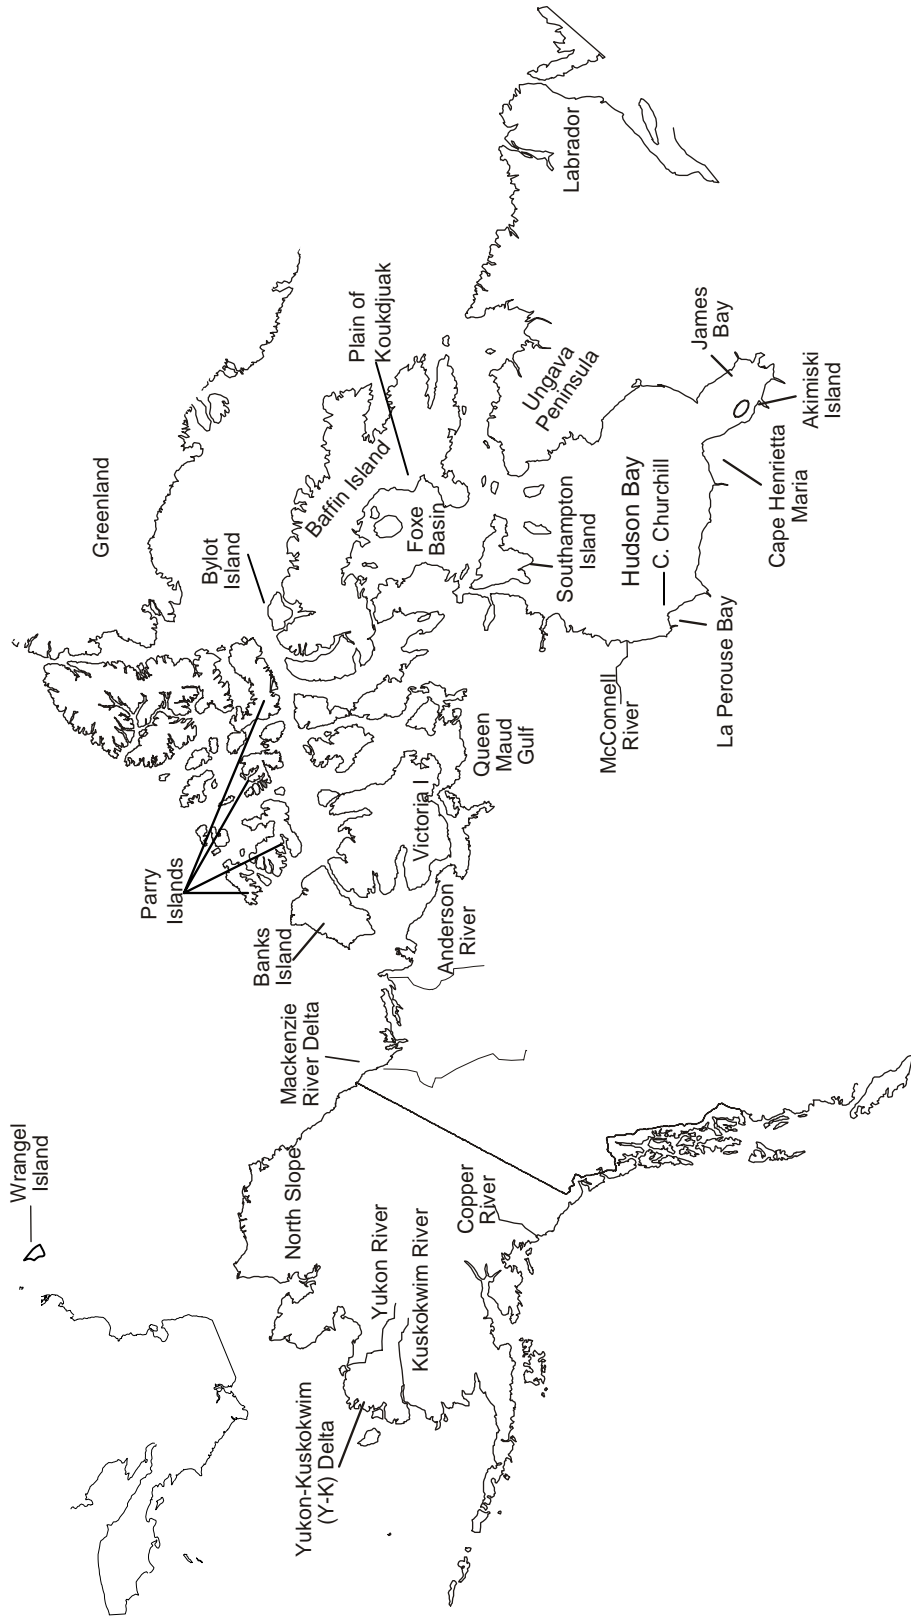 Wrangel
Island
North Slope
Yukon-Kuskokwim
(Y-K) Delta
Yukon River
Kuskokwim River
Copper
River
Mackenzie
River Delta
Anderson
River
Banks
Island
Parry
Islands
Victoria I
Queen
Maud
Gulf
Greenland
Bylot
Island
Baffin Island
Plain of
Koukdjuak
Foxe
Basin
Southampton
Island
Hudson Bay
C. Churchill
McConnell
River
La Perouse Bay
Cape Henrietta
Maria
Akimiski
Island
James
Bay
Ungava
Peninsula
Labrador